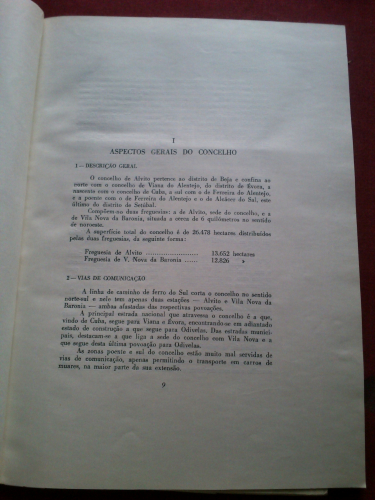 I
ASPECTOS GERAIS DO CONCELHO
1 — DESCRIÇÃO GERAL
O concelho de Alvito pertence ao distrito de Beja e confina ao
norte com o concelho de Viana do Alentejo, do distrito de Évora, a
nascente com o concelho de Cuba, a sul com o de Ferreira do Alentejo,
e a poente com o de Ferreira do Alentejo e o de Alcácer do Sal, este
último do distrito de Setúbal.
Compõem-no duas freguesias: a de Alvito, sede do concelho, e a
de Vila Nova da Baronia, situada a cerca de 6 quilómetros no sentido
de noroeste.
A superfície total do concelho é de 26.478 hectares distribuídos
pelas duas freguesias, da seguinte forma:
Freguesia de Alvito ........................ 13.652 hectares
Freguesia de V. Nova da Baronia ...... 12.826 »
2 — VIAS DE COMUNICAÇÃO
A linha de caminho de ferro do Sul corta o concelho no sentido
norte-sul e nele tem apenas duas estações — Alvito e Vila Nova da
Baronia — ambas afastadas das respectivas povoações.
A principal estrada nacional que atravessa o concelho é a que,
vindo de Cuba, segue para Viana e Évora, encontrando-se em adiantado
estado de construção a que segue para Odivelas. Das estradas munici-
pais, destacam-se a que liga a sede do concelho com Vila Nova e a
que segue desta última povoação para Odivelas.
As zonas poente e sul do concelho estão muito mal servidas de
vias de comunicação, apenas permitindo o transporte em carros de
muares, na maior parte da sua extensão.
9